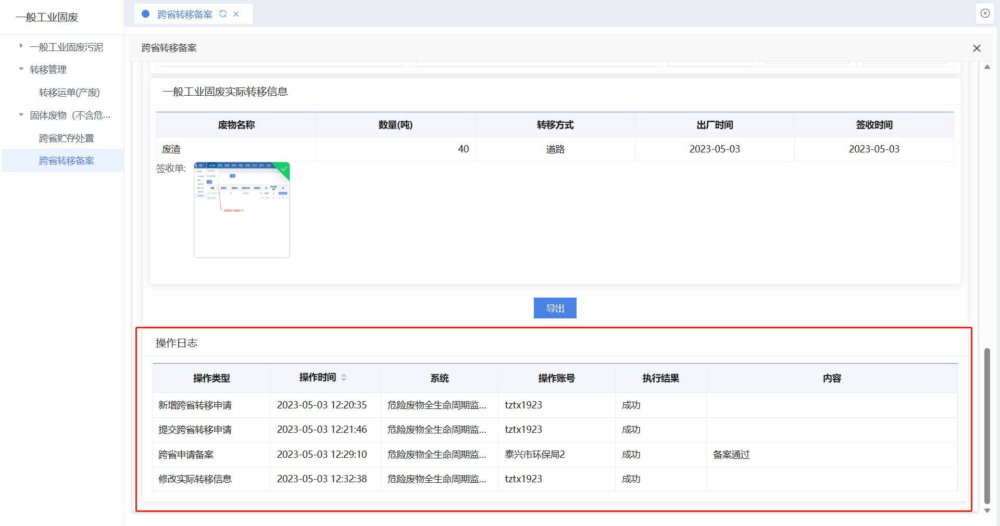 一般工业固废
跨省转移备案
一般工业固废污泥
转移管理
转移运单(产废)
固体废物（不含危...
跨省贮存处置
跨省转移备案
跨省转移备案
一般工业固废实际转移信息
废物名称 数量(吨) 转移方式 出厂时间 签收时间
废渣 40 道路 2023-05-03 2023-05-03
签收单:
导出
操作日志
操作类型 操作时间 系统 操作账号 执行结果 内容
新增跨省转移申请 2023-05-03 12:20:35 危险废物全生命周期监... tztx1923 成功
提交跨省转移申请 2023-05-03 12:21:46 危险废物全生命周期监... tztx1923 成功
跨省申请备案 2023-05-03 12:29:10 危险废物全生命周期监... 泰兴市环保局2 成功 备案通过
修改实际转移信息 2023-05-03 12:32:38 危险废物全生命周期监... tztx1923 成功